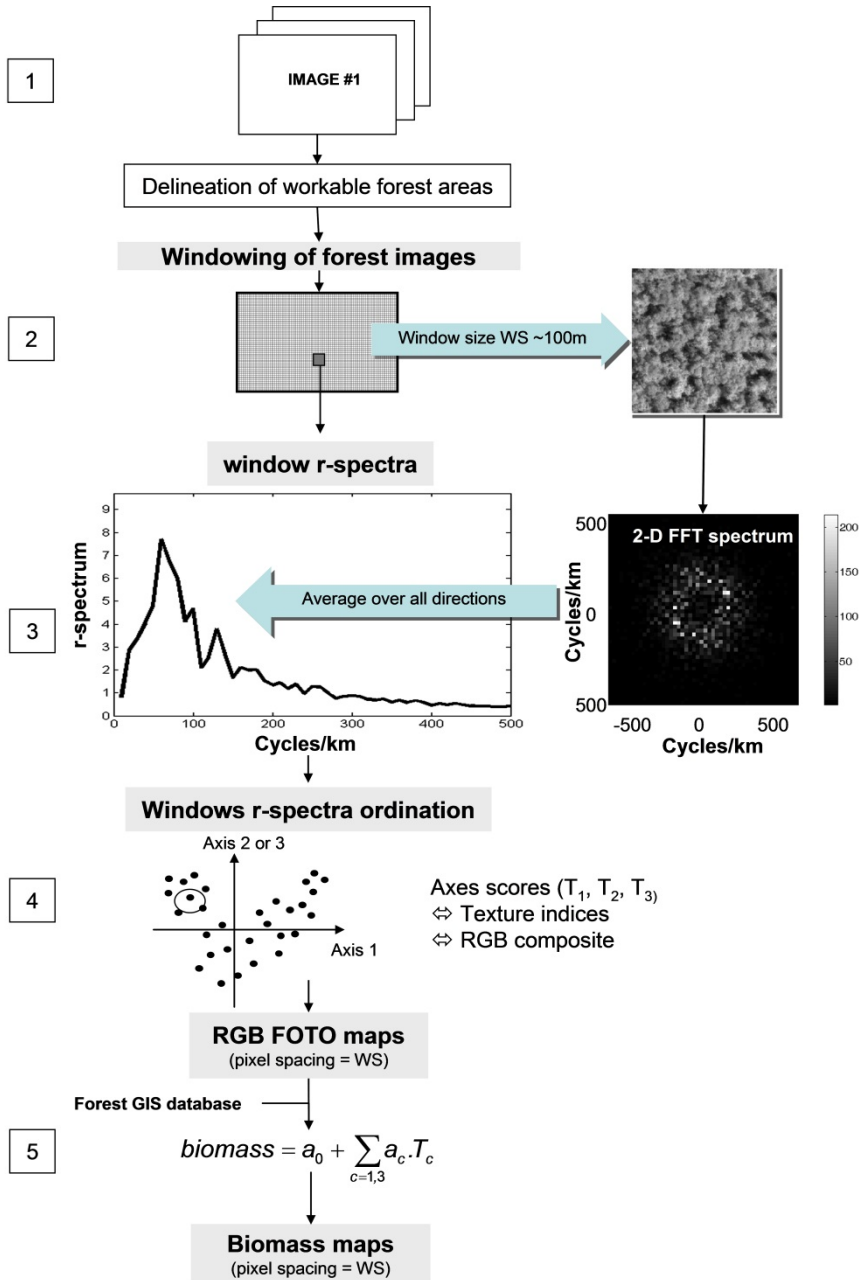 1
IMAGE #1
Delineation of workable forest areas
Windowing of forest images
2
Window size WS ~100m
window r-spectra
3
r-spectrum
9
8
7
6
5
4
3
2
1
0
0
100
200
300
400
500
Cycles/km
Average over all directions
2-D FFT spectrum
500
0
500
Cycles/km
-500
0
500
Cycles/km
200
150
100
50
Windows r-spectra ordination
4
Axis 2 or 3
Axis 1
Axes scores (T₁, T₂, T₃)
⇔ Texture indices
⇔ RGB composite
RGB FOTO maps
(pixel spacing = WS)
Forest GIS database
5
biomass = a₀ + ∑ a_c.T_c
c=1,3
Biomass maps
(pixel spacing = WS)